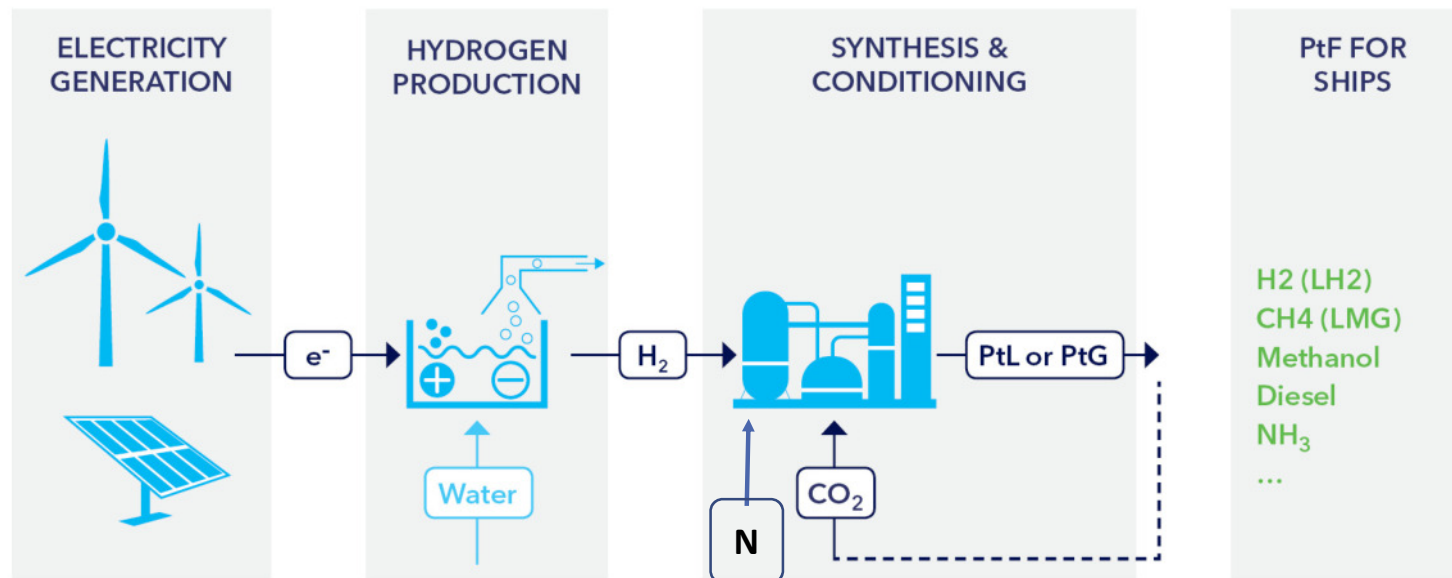 ELECTRICITY
GENERATION
HYDROGEN
PRODUCTION
SYNTHESIS &
CONDITIONING
PtF FOR
SHIPS
e⁻
H₂
PtL or PtG
Water
N
CO₂
+
−
H2 (LH2)
CH4 (LMG)
Methanol
Diesel
NH₃
...